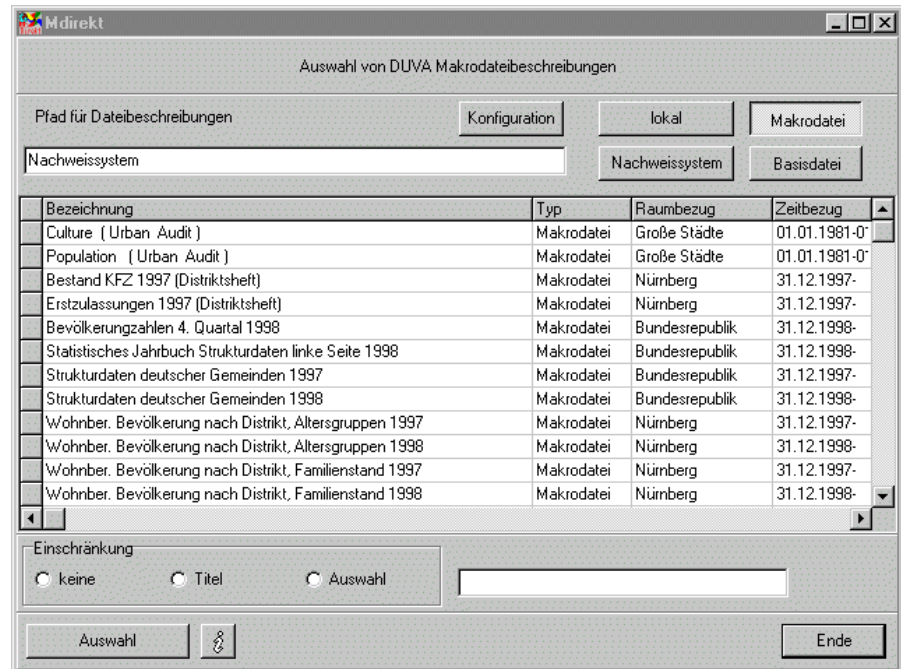 Mdirekt
Auswahl von DUVA Makrodateibeschreibungen
Pfad für Dateibeschreibungen
Konfiguration
lokal
Makrodatei
Nachweissystem
Nachweissystem
Basisdatei
Bezeichnung Typ Raumbezug Zeitbezug
Culture ( Urban Audit ) Makrodatei Große Städte 01.01.1981-0
Population ( Urban Audit ) Makrodatei Große Städte 01.01.1981-0
Bestand KFZ 1997 (Distriktsheft) Makrodatei Nürnberg 31.12.1997-
Erstzulassungen 1997 (Distriktsheft) Makrodatei Nürnberg 31.12.1997-
Bevölkerungzahlen 4. Quartal 1998 Makrodatei Bundesrepublik 31.12.1998-
Statistisches Jahrbuch Strukturdaten linke Seite 1998 Makrodatei Bundesrepublik 31.12.1998-
Strukturdaten deutscher Gemeinden 1997 Makrodatei Bundesrepublik 31.12.1997-
Strukturdaten deutscher Gemeinden 1998 Makrodatei Bundesrepublik 31.12.1998-
Wohnber. Bevölkerung nach Distrikt, Altersgruppen 1997 Makrodatei Nürnberg 31.12.1997-
Wohnber. Bevölkerung nach Distrikt, Altersgruppen 1998 Makrodatei Nürnberg 31.12.1998-
Wohnber. Bevölkerung nach Distrikt, Familienstand 1997 Makrodatei Nürnberg 31.12.1997-
Wohnber. Bevölkerung nach Distrikt, Familienstand 1998 Makrodatei Nürnberg 31.12.1998-
Einschränkung
keine Titel Auswahl
Auswahl
i
Ende